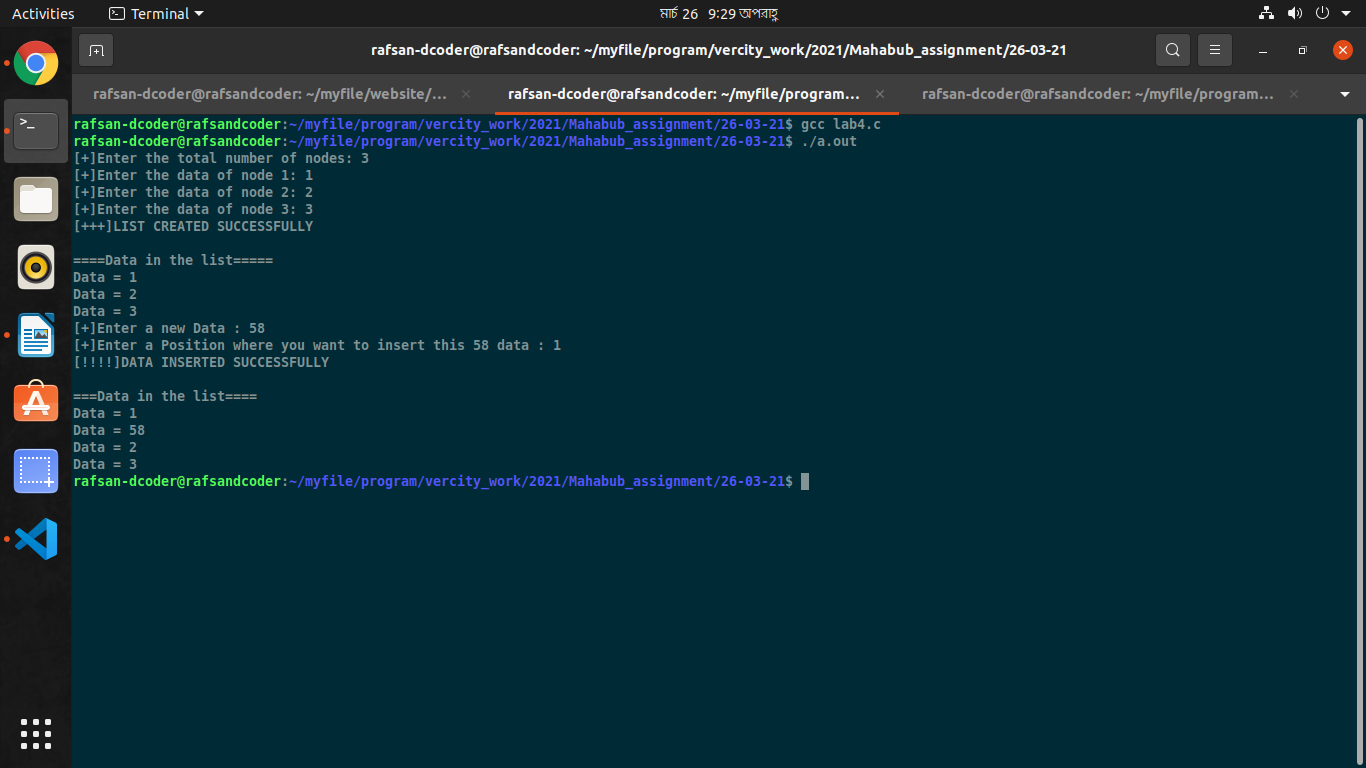 Activities Terminal মার্চ 26 9:29 অপরাহ্ণ
rafsan-dcoder@rafsandcoder: ~/myfile/program/vercity_work/2021/Mahabub_assignment/26-03-21
rafsan-dcoder@rafsandcoder: ~/myfile/website/... rafsan-dcoder@rafsandcoder: ~/myfile/program... rafsan-dcoder@rafsandcoder: ~/myfile/program...
rafsan-dcoder@rafsandcoder:~/myfile/program/vercity_work/2021/Mahabub_assignment/26-03-21$ gcc lab4.c
rafsan-dcoder@rafsandcoder:~/myfile/program/vercity_work/2021/Mahabub_assignment/26-03-21$ ./a.out
[+]Enter the total number of nodes: 3
[+]Enter the data of node 1: 1
[+]Enter the data of node 2: 2
[+]Enter the data of node 3: 3
[+++]LIST CREATED SUCCESSFULLY
====Data in the list=====
Data = 1
Data = 2
Data = 3
[+]Enter a new Data : 58
[+]Enter a Position where you want to insert this 58 data : 1
[!!!!]DATA INSERTED SUCCESSFULLY
===Data in the list====
Data = 1
Data = 58
Data = 2
Data = 3
rafsan-dcoder@rafsandcoder:~/myfile/program/vercity_work/2021/Mahabub_assignment/26-03-21$